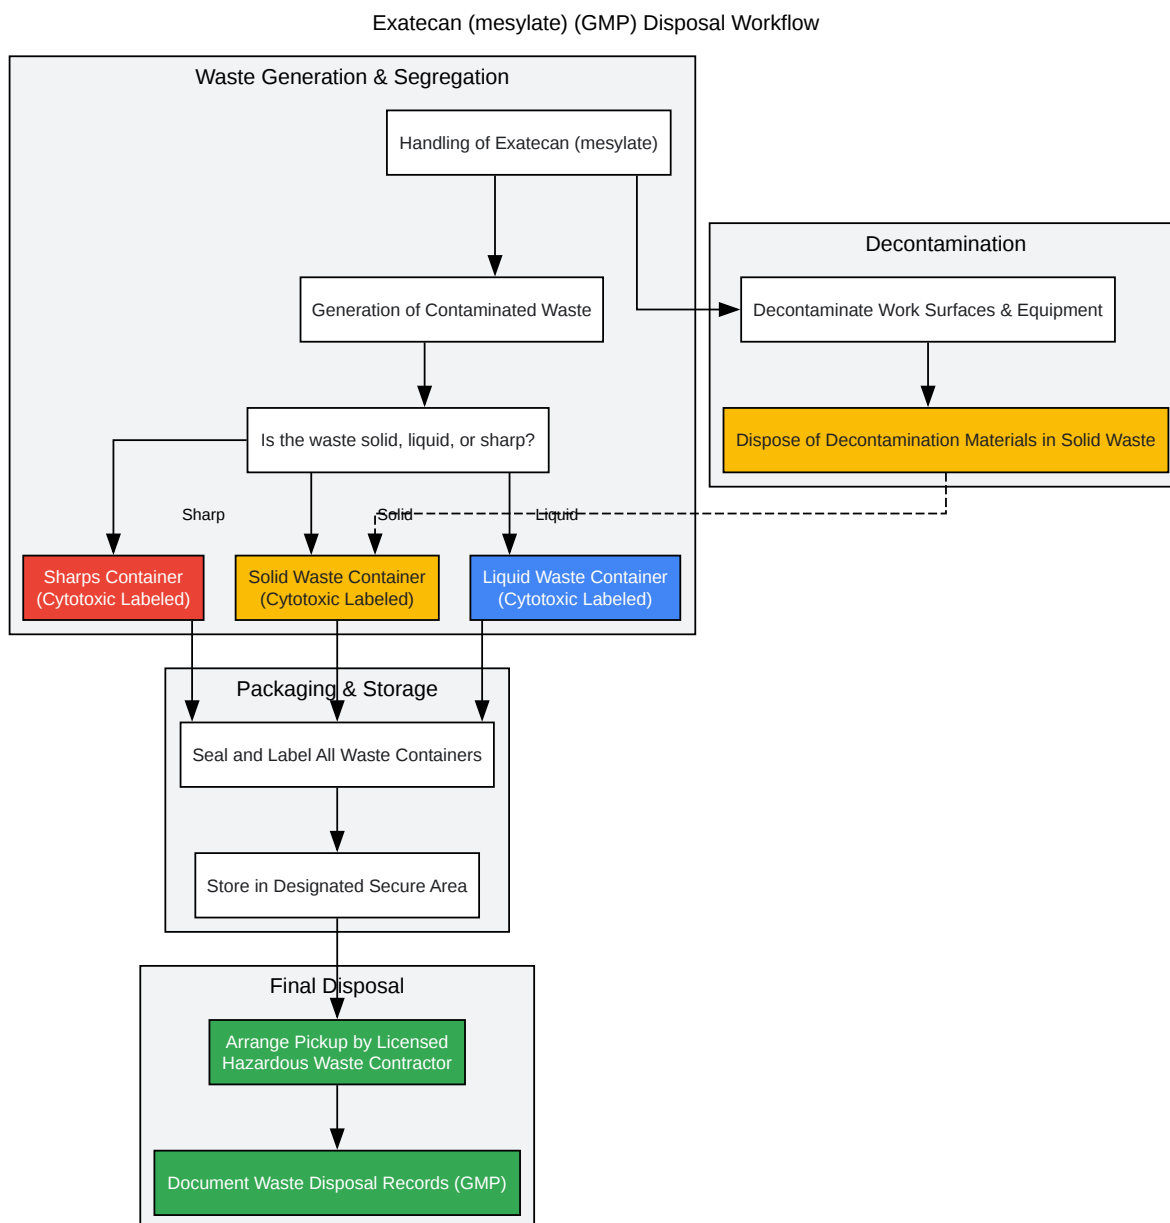 Exatecan (mesylate) (GMP) Disposal Workflow
Waste Generation & Segregation
Handling of Exatecan (mesylate)
Decontamination
Generation of Contaminated Waste
Decontaminate Work Surfaces & Equipment
Is the waste solid, liquid, or sharp?
Dispose of Decontamination Materials in Solid Waste
Sharp
Solid
Liquid
Sharps Container
(Cytotoxic Labeled)
Solid Waste Container
(Cytotoxic Labeled)
Liquid Waste Container
(Cytotoxic Labeled)
Packaging & Storage
Seal and Label All Waste Containers
Store in Designated Secure Area
Final Disposal
Arrange Pickup by Licensed
Hazardous Waste Contractor
Document Waste Disposal Records (GMP)